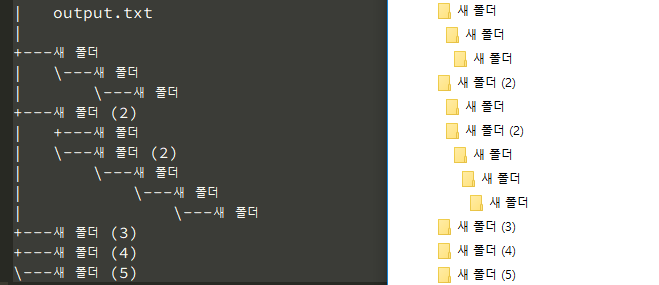 |   output.txt
|
+---새 폴더
|   \---새 폴더
|       \---새 폴더
+---새 폴더 (2)
|   +---새 폴더
|   \---새 폴더 (2)
|       \---새 폴더
|           \---새 폴더
|               \---새 폴더
+---새 폴더 (3)
+---새 폴더 (4)
\---새 폴더 (5)
새 폴더
새 폴더
새 폴더
새 폴더 (2)
새 폴더
새 폴더 (2)
새 폴더
새 폴더
새 폴더
새 폴더 (3)
새 폴더 (4)
새 폴더 (5)